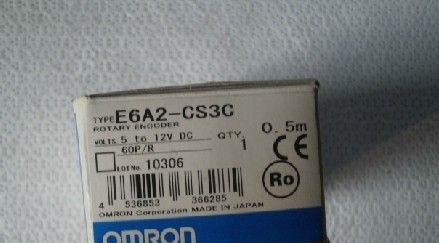 TYPE E6A2-CS3C
ROTARY ENCODER
VOLTS 5 to 12V DC QTY. 1 0.5m
60P/R
LOT No. 10306
CE
Ro
4 536853 366285
OMRON Corporation MADE IN JAPAN
OMRON